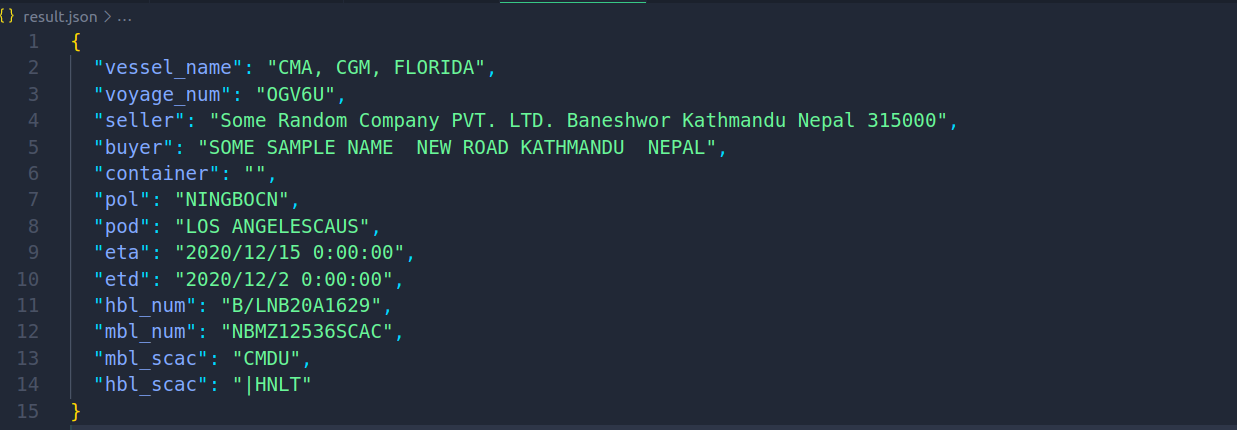 {} result.json > ...
1 {
2 "vessel_name": "CMA, CGM, FLORIDA",
3 "voyage_num": "OGV6U",
4 "seller": "Some Random Company PVT. LTD. Baneshwor Kathmandu Nepal 315000",
5 "buyer": "SOME SAMPLE NAME  NEW ROAD KATHMANDU  NEPAL",
6 "container": "",
7 "pol": "NINGBOCN",
8 "pod": "LOS ANGELESCAUS",
9 "eta": "2020/12/15 0:00:00",
10 "etd": "2020/12/2 0:00:00",
11 "hbl_num": "B/LNB20A1629",
12 "mbl_num": "NBMZ12536SCAC",
13 "mbl_scac": "CMDU",
14 "hbl_scac": "|HNLT"
15 }